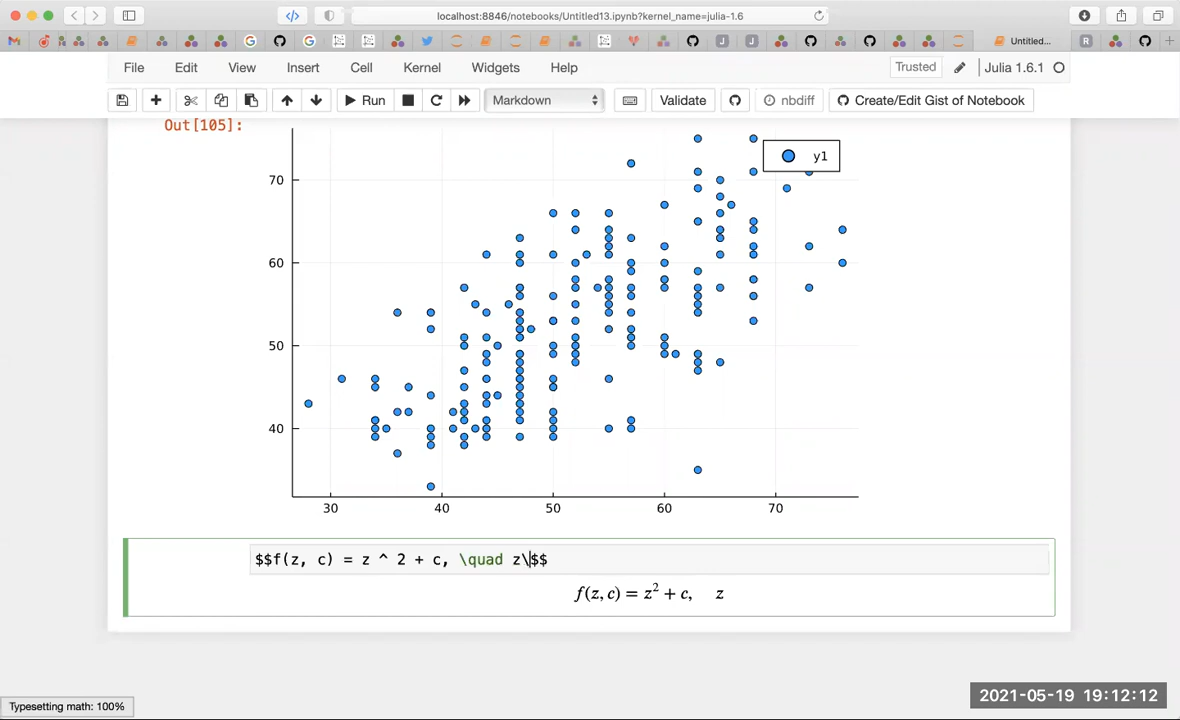 localhost:8846/notebooks/Untitled13.ipynb?kernel_name=julia-1.6
Untitled...
File Edit View Insert Cell Kernel Widgets Help Trusted Julia 1.6.1
Run Markdown Validate nbdiff Create/Edit Gist of Notebook
Out[105]:
y1
70
60
50
40
30 40 50 60 70
$$f(z, c) = z ^ 2 + c, \quad z\$$
f(z, c) = z² + c, z
Typesetting math: 100%
2021-05-19 19:12:12